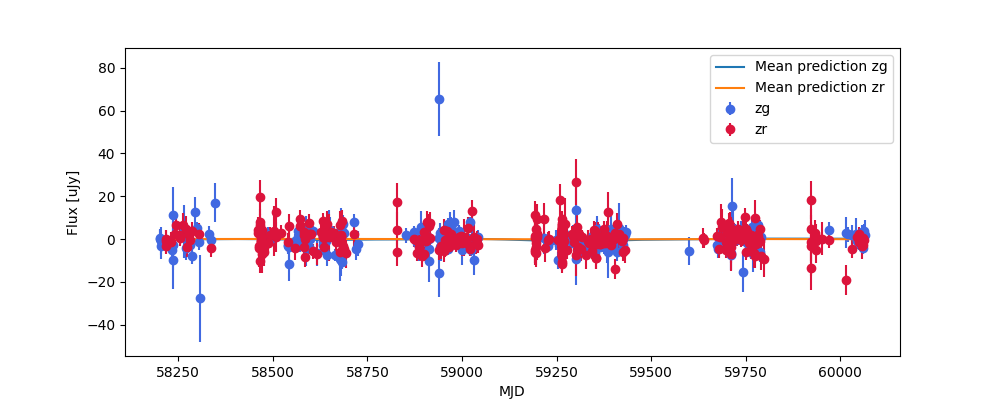 80
60
40
20
0
−20
−40
Flux [uJy]
58250
58500
58750
59000
59250
59500
59750
60000
MJD
Mean prediction zg
Mean prediction zr
zg
zr